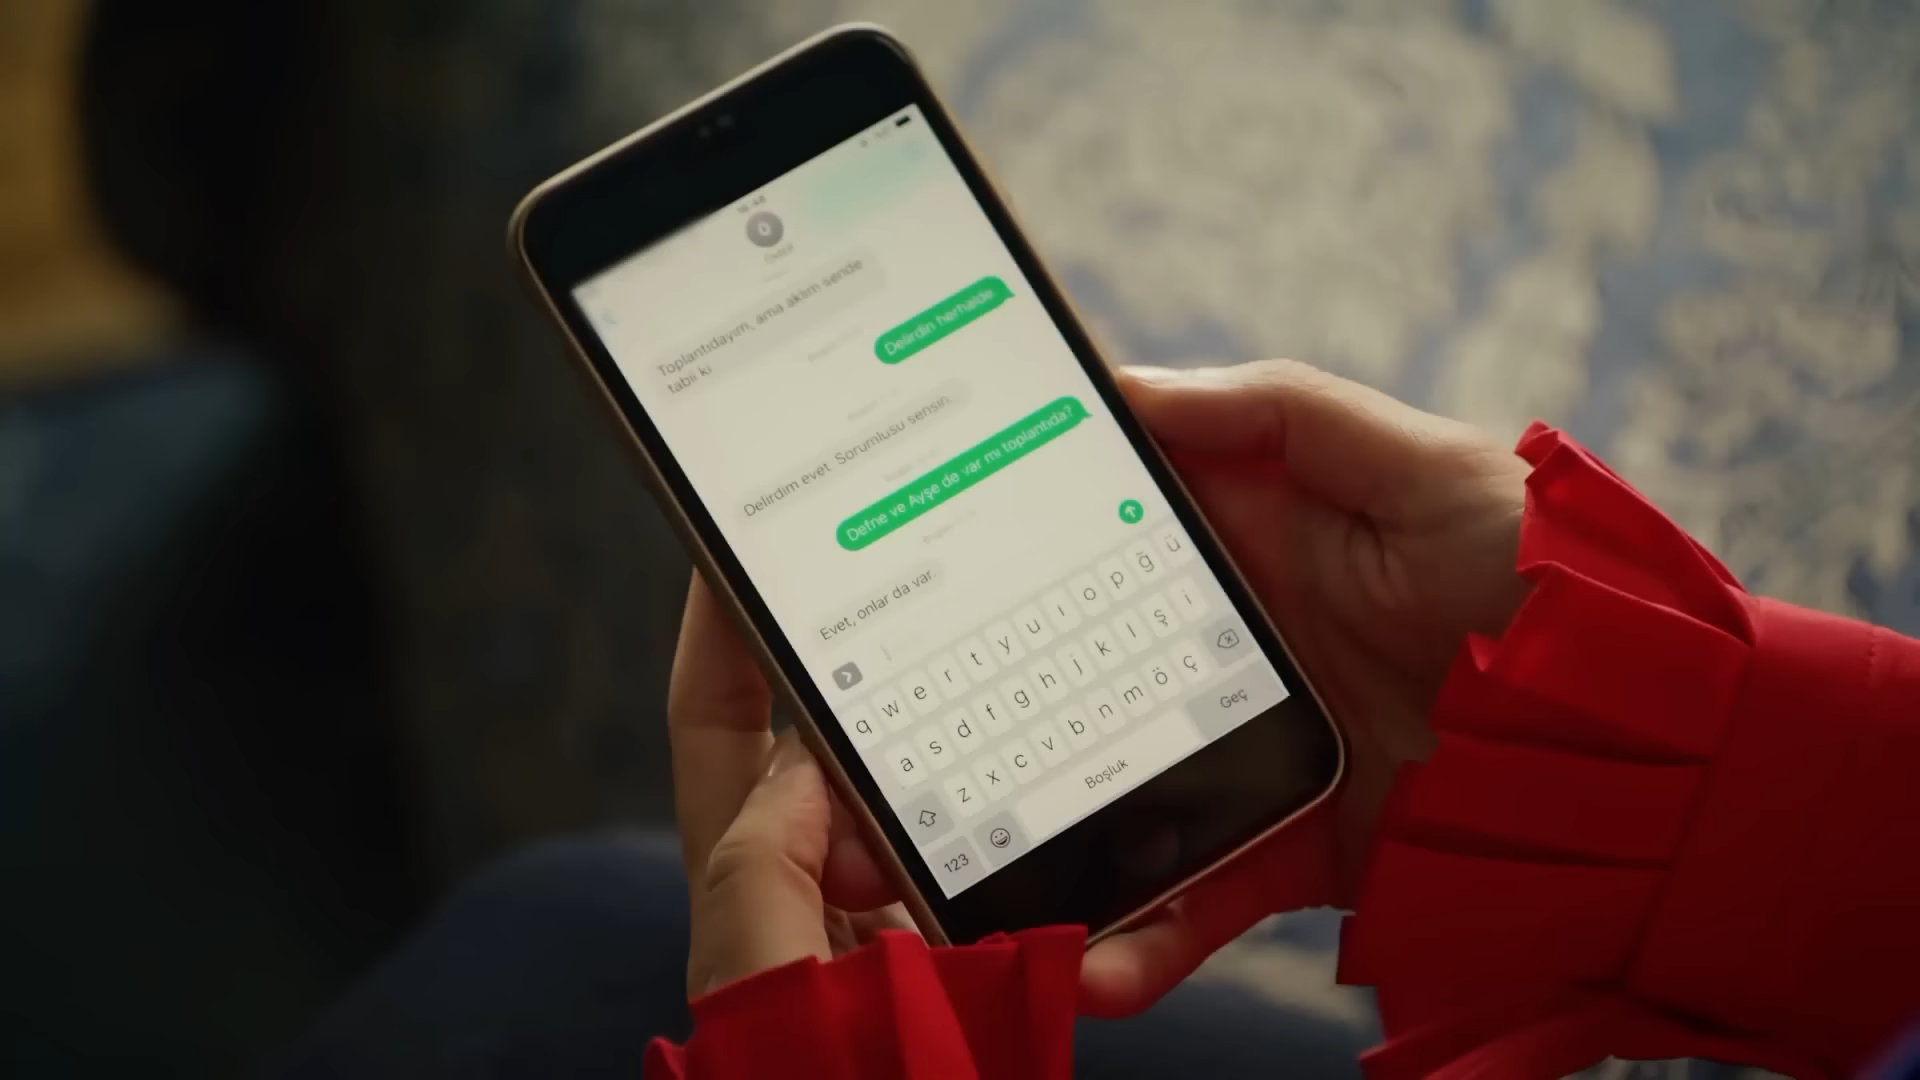 Ö
Toplantıdayım, ama aklım sende
tabii ki
Delirdin herhalde.
Delirdim evet. Sorumlusu sensin.
Defne ve Ayşe de var mı toplantıda?
Evet, onlar da var.
q w e r t y u ı o p ğ ü
a s d f g h j k l ş i
z x c v b n m ö ç
123
Boşluk
Geç